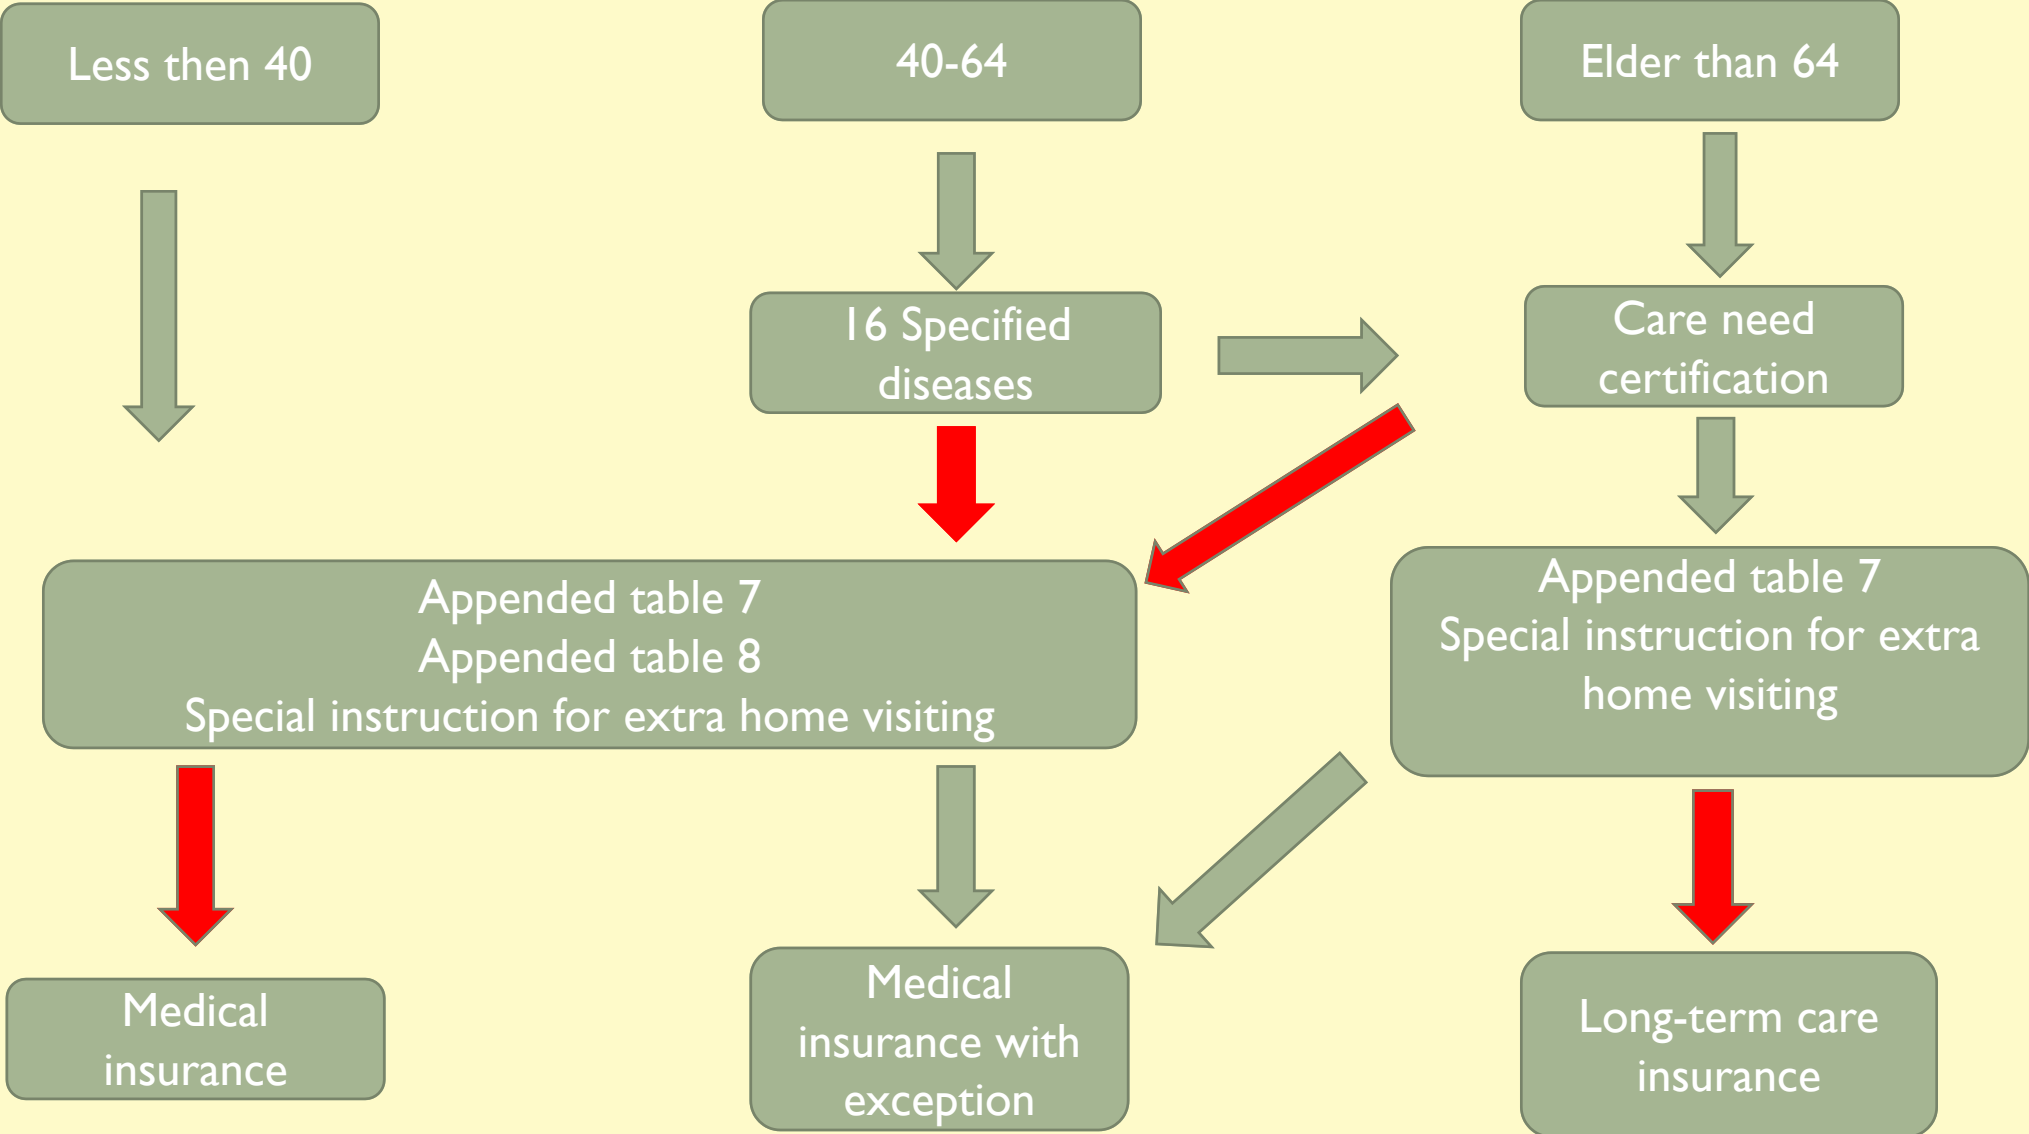 Less then 40
40-64
Elder than 64
16 Specified
diseases
Care need
certification
Appended table 7
Appended table 8
Special instruction for extra home visiting
Appended table 7
Special instruction for extra
home visiting
Medical
insurance
Medical
insurance with
exception
Long-term care
insurance